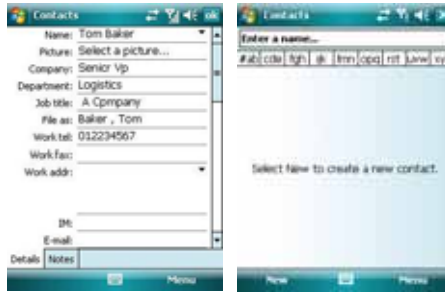 Contacts ok
Name: Tom Baker
Picture: Select a picture...
Company: Senior Vp
Department: Logistics
Job title: A Cpmpany
File as: Baker , Tom
Work tel: 012234567
Work fax:
Work addr:
IM:
E-mail:
Details Notes
Menu
Contacts
Enter a name...
#ab cde fgh ijk lmn opq rst uvw xy
Select New to create a new contact.
New Menu